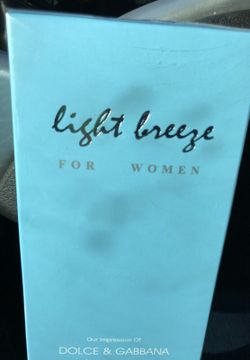 light breeze
FOR WOMEN
Our Impression Of
DOLCE & GABBANA